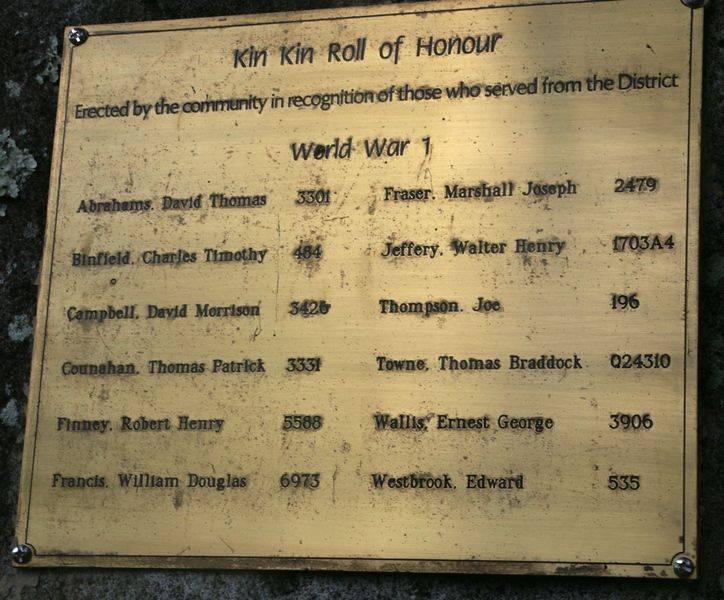 Kin Kin Roll of Honour
Erected by the community in recognition of those who served from the District
World War 1
Abrahams, David Thomas 3301 Fraser, Marshall Joseph 2479
Binfield, Charles Timothy 484 Jeffery, Walter Henry 1703A4
Campbell, David Morrison 3426 Thompson, Joe 196
Counahan, Thomas Patrick 3331 Towne, Thomas Braddock Q24310
Finney, Robert Henry 5588 Wallis, Ernest George 3906
Francis, William Douglas 6973 Westbrook, Edward 535